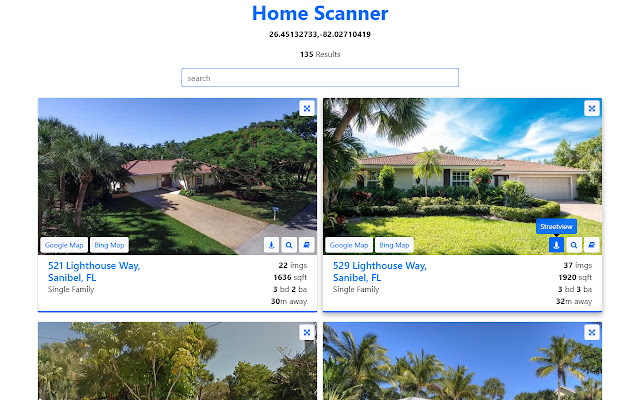 Home Scanner
26.45132733,-82.02710419
135 Results
search
Google Map Bing Map
521 Lighthouse Way,
Sanibel, FL
Single Family
22 imgs
1636 sqft
3 bd 2 ba
30m away
Streetview
Google Map Bing Map
529 Lighthouse Way,
Sanibel, FL
Single Family
37 imgs
1920 sqft
3 bd 3 ba
32m away